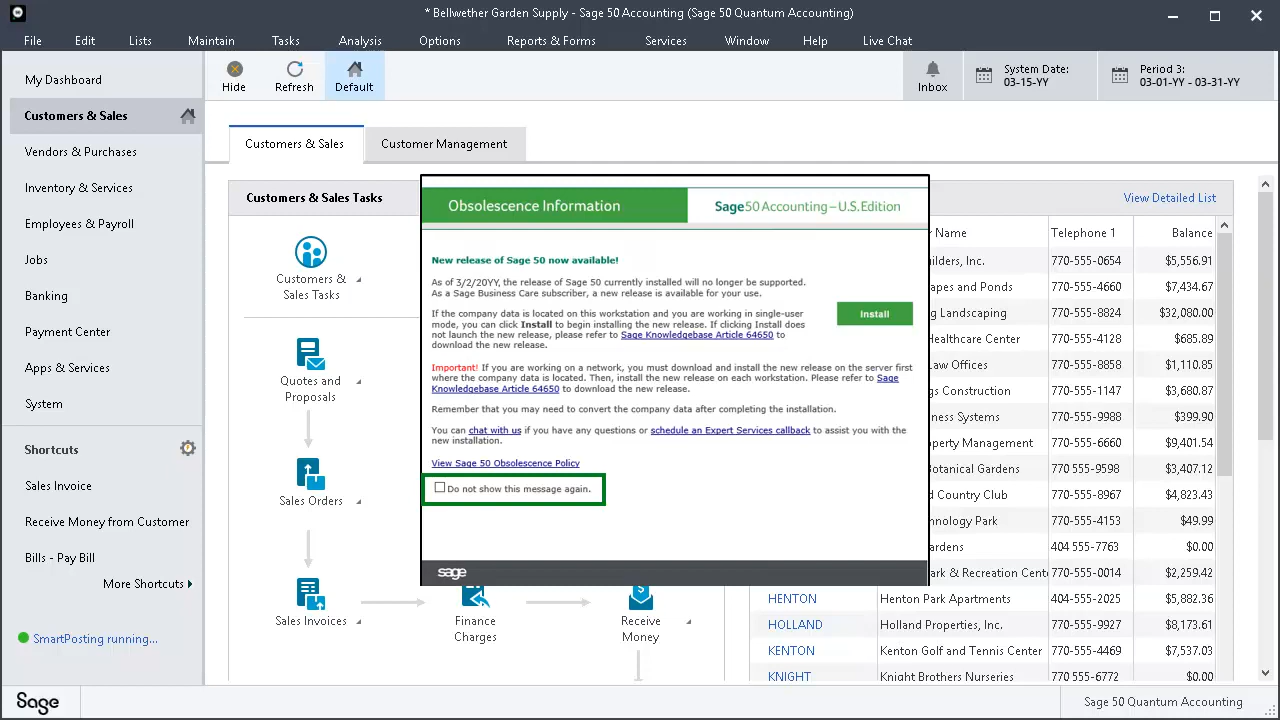 * Bellwether Garden Supply - Sage 50 Accounting (Sage 50 Quantum Accounting)
File Edit Lists Maintain Tasks Analysis Options Reports & Forms Services Window Help Live Chat
My Dashboard
Customers & Sales
Vendors & Purchases
Inventory & Services
Employees & Payroll
Jobs
Banking
Payment Center
Apps & Services
System
Shortcuts
Sales Invoice
Receive Money from Customer
Bills - Pay Bill
More Shortcuts
SmartPosting running...
Sage
Hide Refresh Default
Inbox
System Date:
03-15-YY
Period 3:
03-01-YY - 03-31-YY
Customers & Sales Customer Management
Customers & Sales Tasks
Customers &
Sales Tasks
Quotes and
Proposals
Sales Orders
Sales Invoices
Finance
Charges
Receive
Money
Obsolescence Information
Sage 50 Accounting – U.S. Edition
New release of Sage 50 now available!
As of 3/2/20YY, the release of Sage 50 currently installed will no longer be supported.
As a Sage Business Care subscriber, a new release is available for your use.
If the company data is located on this workstation and you are working in single-user
mode, you can click Install to begin installing the new release. If clicking Install does
not launch the new release, please refer to Sage Knowledgebase Article 64650 to
download the new release.
Install
Important! If you are working on a network, you must download and install the new release on the server first
where the company data is located. Then, install the new release on each workstation. Please refer to Sage
Knowledgebase Article 64650 to download the new release.
Remember that you may need to convert the company data after completing the installation.
You can chat with us if you have any questions or schedule an Expert Services callback to assist you with the
new installation.
View Sage 50 Obsolescence Policy
Do not show this message again.
sage
View Detailed List
Name Telephone 1 Balance
Inc. 770-555-0654 $5,556.91
and Ponds 770-555-4660 $7,434.67
Landscaping 770-555-8824 $32,080.00
Healthcare Center 770-555-4128 $685.89
Offices 770-555-8858 $1,110.85
Construction 770-555-1191 $3,680.87
Systems 770-555-9988 $399.90
Management 770-555-6660 $9,401.54
Botanical Gardens 770-555-9598 $9,407.12
Country Club 770-555-8967 $4,823.43
Park 770-555-4153 $49.99
404 555-7763 $0.00
& Recreation 770-555-0014 $2,259.42
HENTON Henton Park Apartments 404-555-2025 $682.36
HOLLAND Holland Properties, Inc. 770-555-9927 $8,173.61
KENTON Kenton Golf and Tennis Center 770-555-4469 $7,537.03
KNIGHT Knight Brothers Nurseries 770-555-6772 $0.00
Sage 50 Quantum Accounting